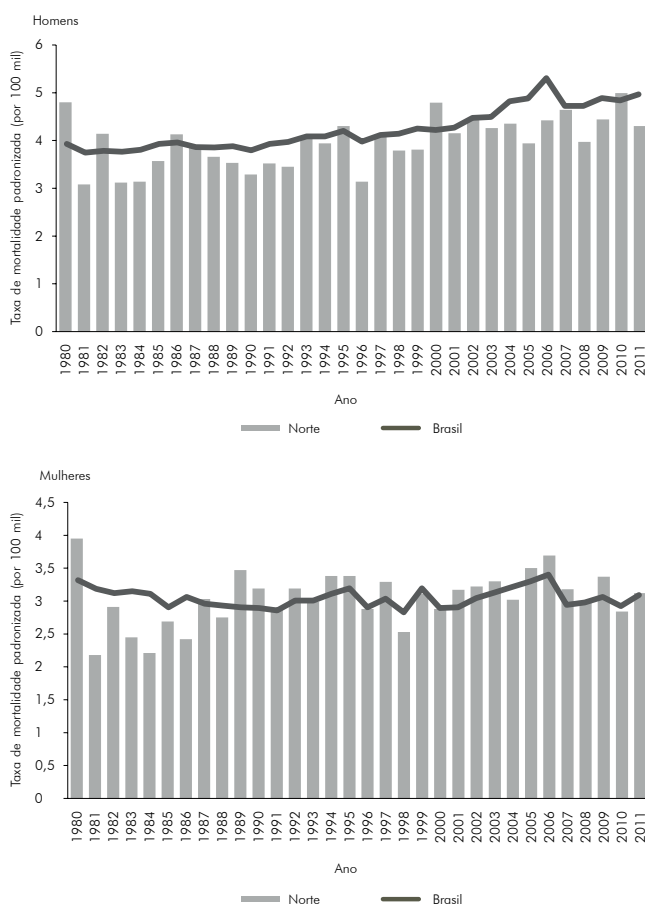 Homens
Taxa de mortalidade padronizada (por 100 mil)
6
5
4
3
2
1
0
1980 1981 1982 1983 1984 1985 1986 1987 1988 1989 1990 1991 1992 1993 1994 1995 1996 1997 1998 1999 2000 2001 2002 2003 2004 2005 2006 2007 2008 2009 2010 2011
Ano
Norte Brasil
Mulheres
Taxa de mortalidade padronizada (por 100 mil)
4,5
4
3,5
3
2,5
2
1,5
1
0,5
0
1980 1981 1982 1983 1984 1985 1986 1987 1988 1989 1990 1991 1992 1993 1994 1995 1996 1997 1998 1999 2000 2001 2002 2003 2004 2005 2006 2007 2008 2009 2010 2011
Ano
Norte Brasil